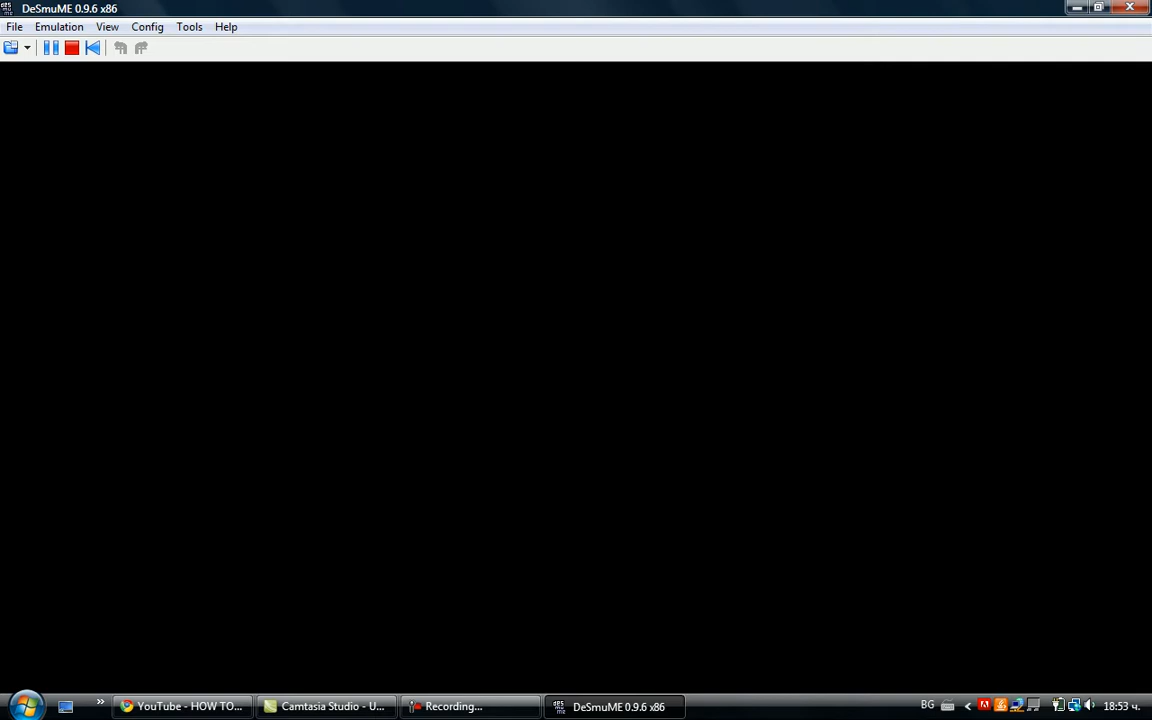 DeSmuME 0.9.6 x86
File Emulation View Config Tools Help
YouTube - HOW TO... Camtasia Studio - U... Recording... DeSmuME 0.9.6 x86 BG 18:53 ч.